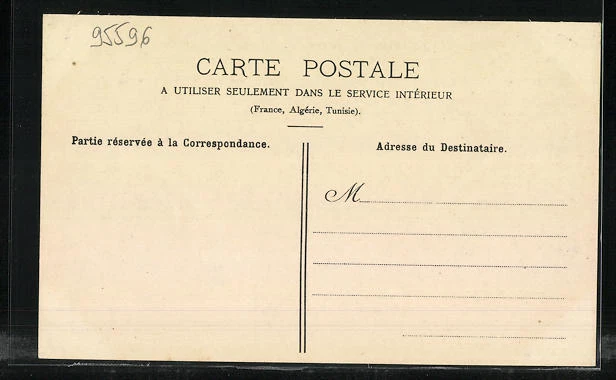 95596
CARTE POSTALE
A UTILISER SEULEMENT DANS LE SERVICE INTÉRIEUR
(France, Algérie, Tunisie).
Partie réservée à la Correspondance.
Adresse du Destinataire.
M